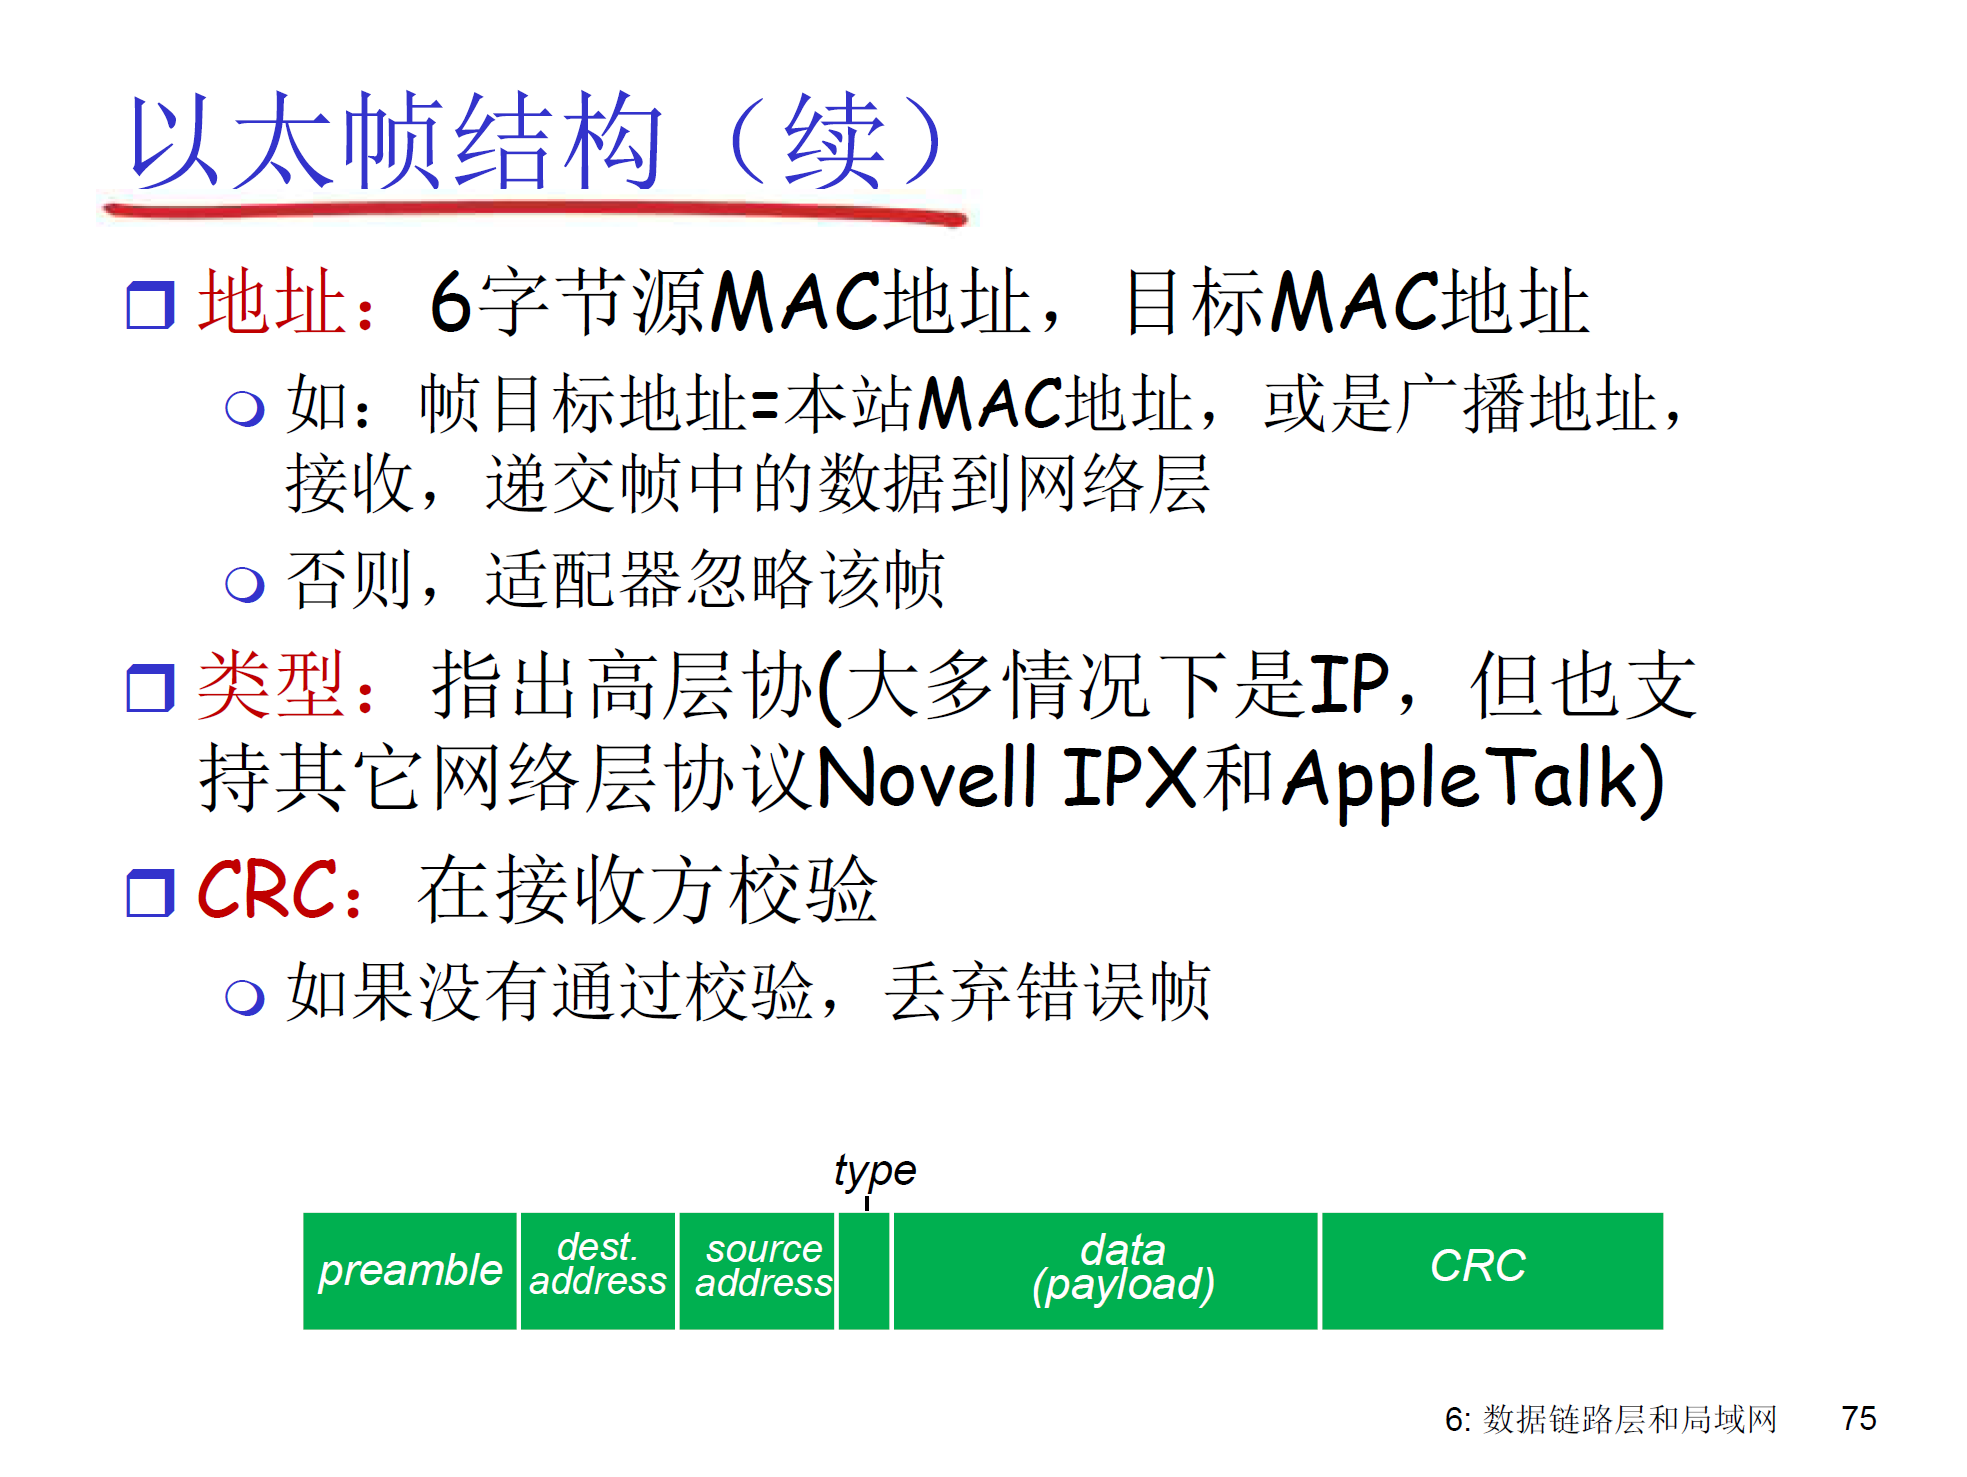 以太帧结构（续）
地址：6字节源MAC地址，目标MAC地址
如：帧目标地址=本站MAC地址，或是广播地址，
接收，递交帧中的数据到网络层
否则，适配器忽略该帧
类型：指出高层协(大多情况下是IP，但也支
持其它网络层协议Novell IPX和AppleTalk)
CRC：在接收方校验
如果没有通过校验，丢弃错误帧
type
preamble
dest.
address
source
address
data
(payload)
CRC
6: 数据链路层和局域网 75